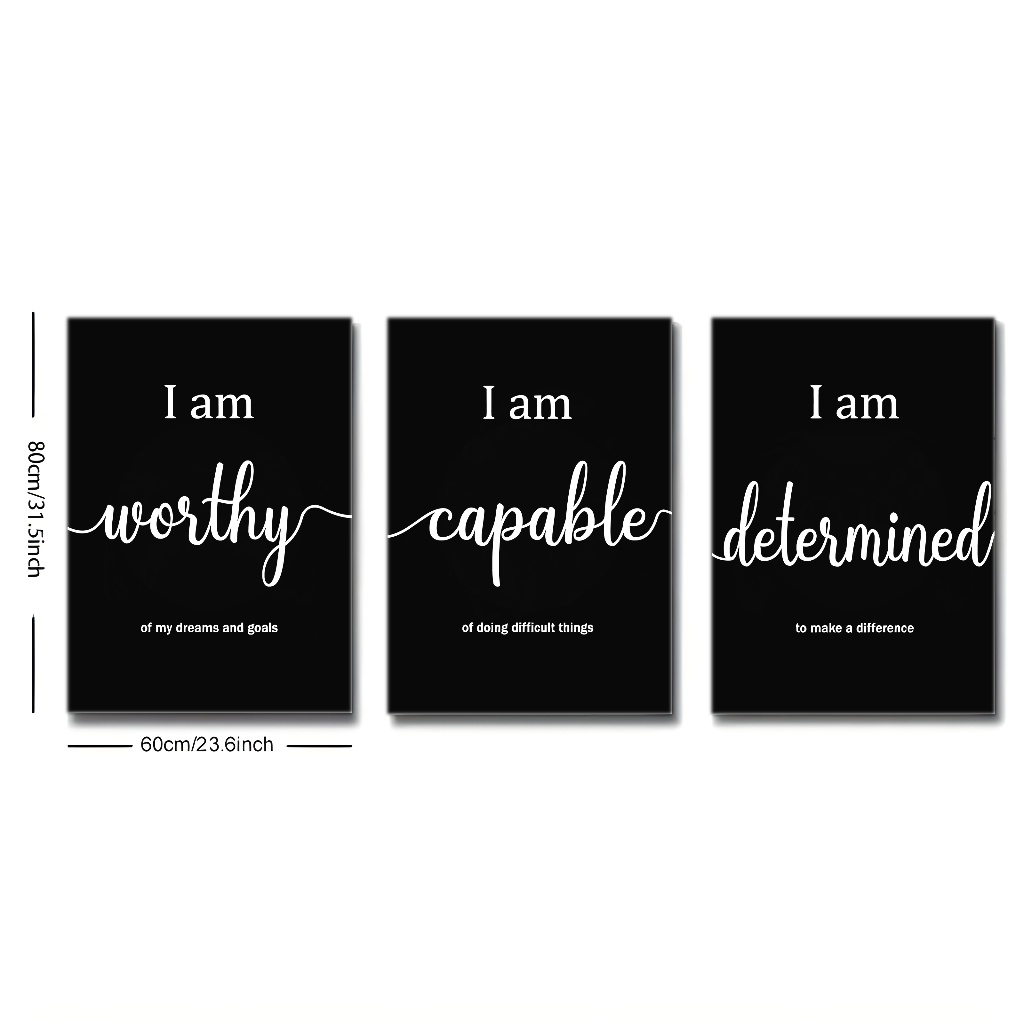 80cm/31.5inch
I am
worthy
of my dreams and goals
I am
capable
of doing difficult things
I am
determined
to make a difference
60cm/23.6inch